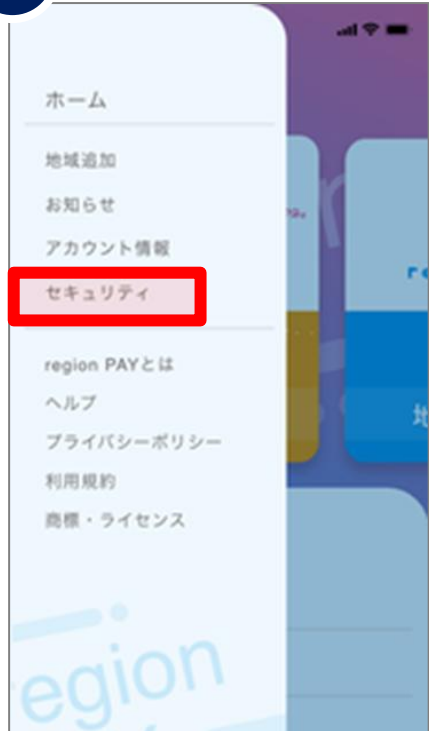 ホーム
地域追加
お知らせ
アカウント情報
セキュリティ
region PAYとは
ヘルプ
プライバシーポリシー
利用規約
商標・ライセンス
egion
地